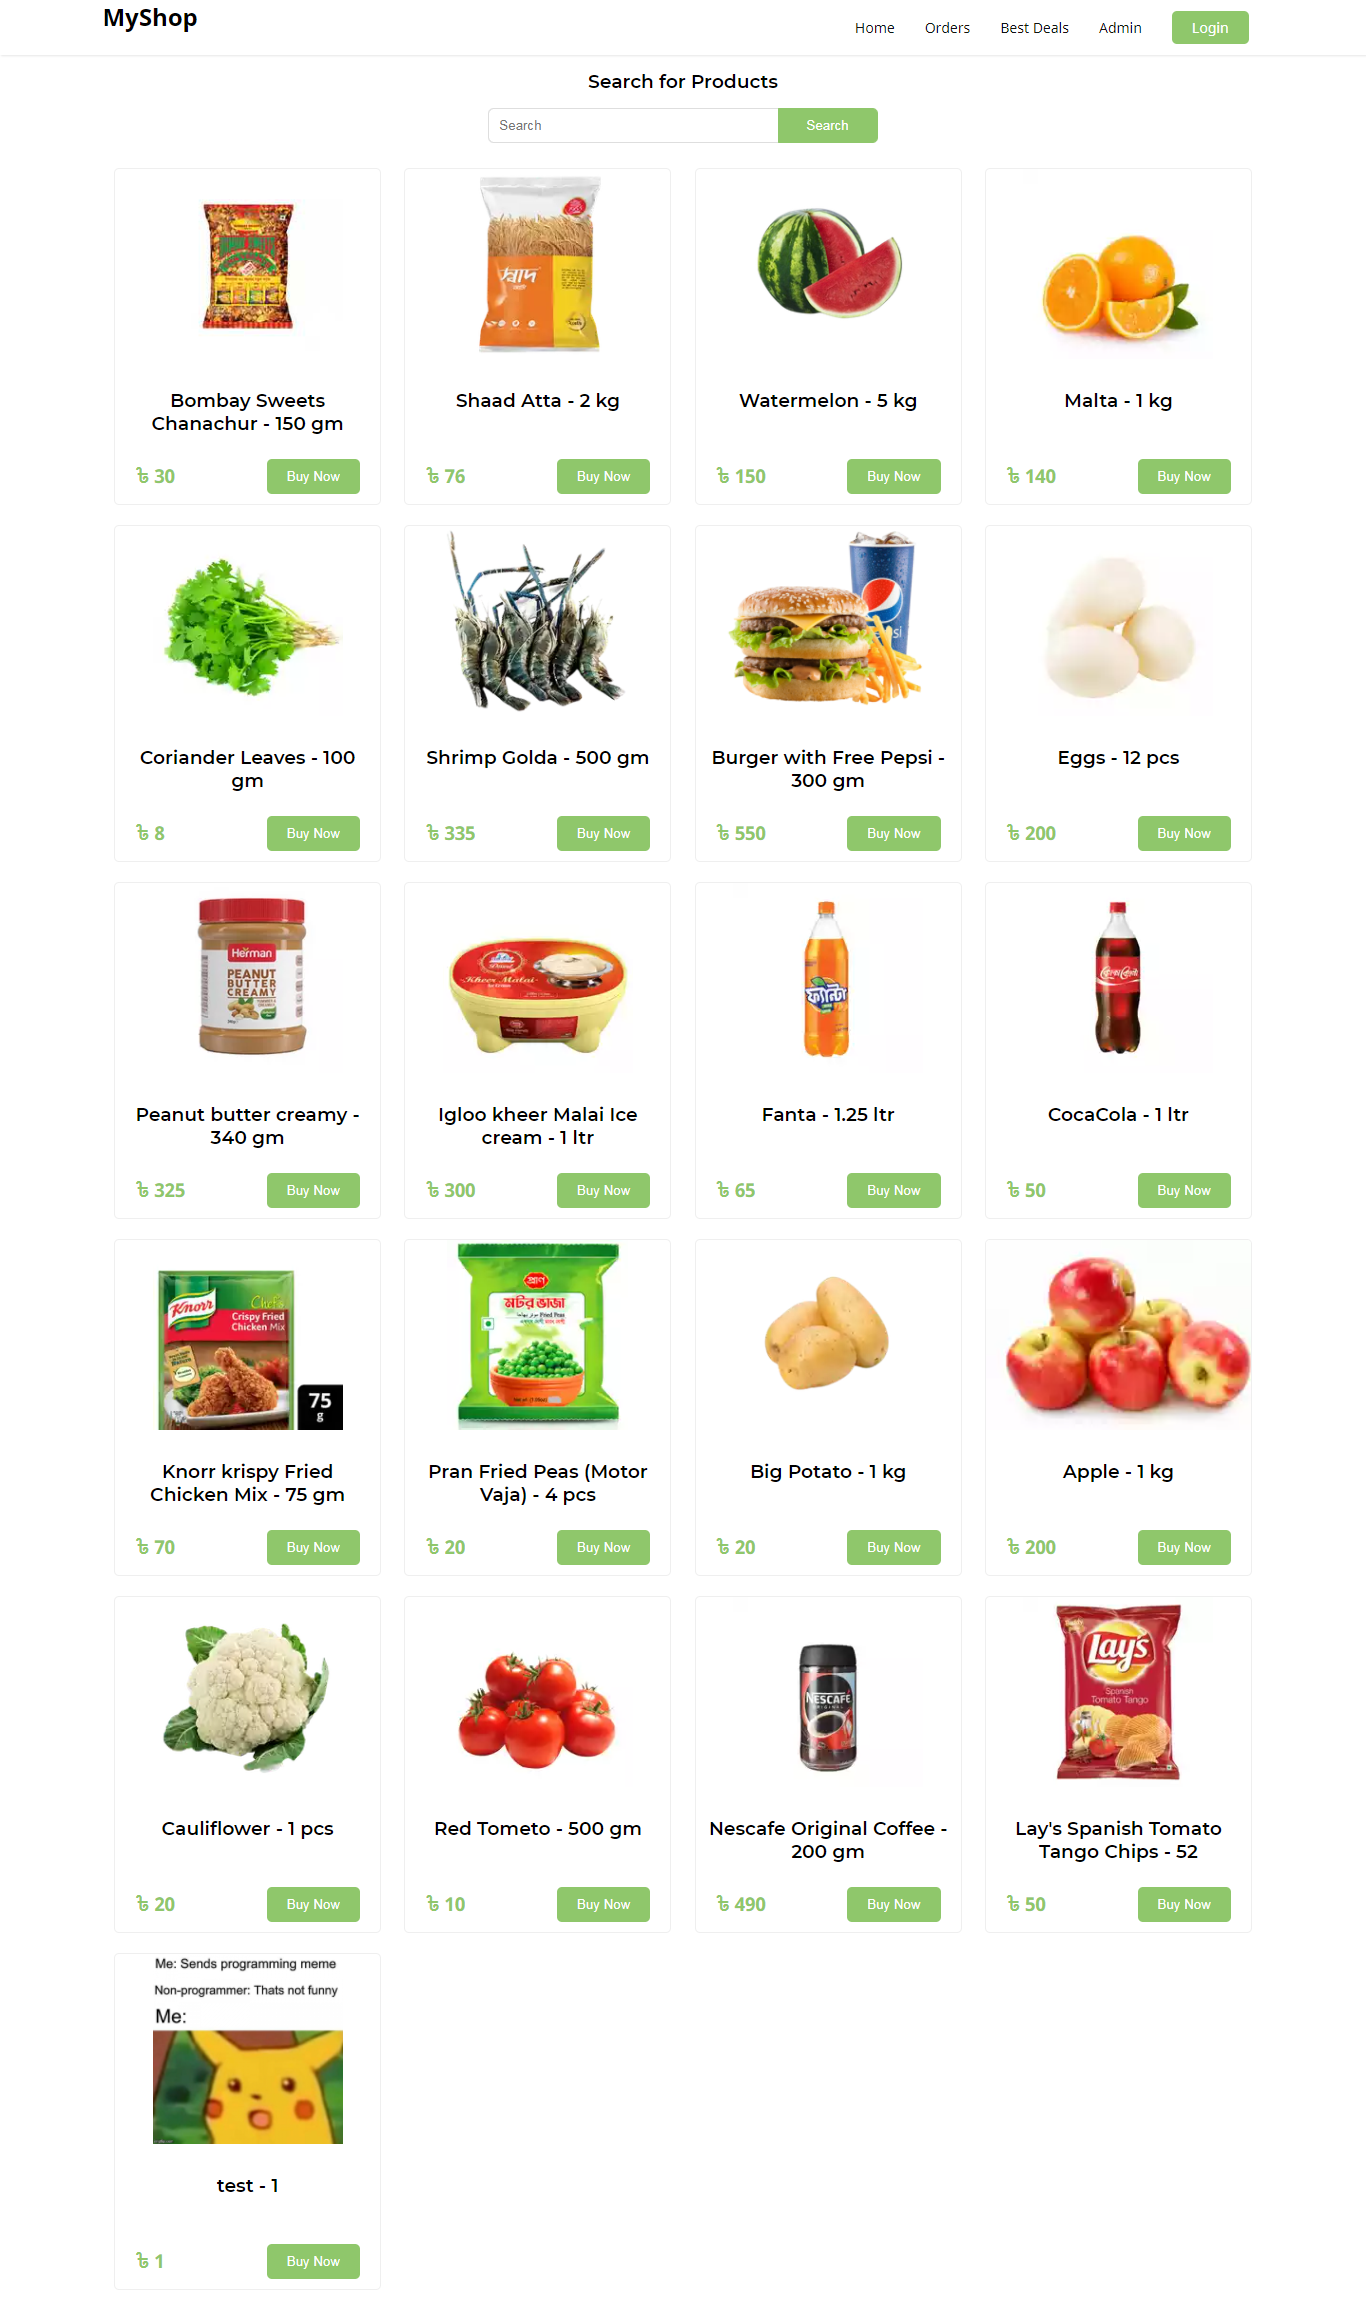 MyShop
Home
Orders
Best Deals
Admin
Login
Search for Products
Search
Search
স্বাদ
Bombay Sweets
Chanachur - 150 gm
Shaad Atta - 2 kg
Watermelon - 5 kg
Malta - 1 kg
৳ 30
Buy Now
৳ 76
Buy Now
৳ 150
Buy Now
৳ 140
Buy Now
Coriander Leaves - 100
gm
Shrimp Golda - 500 gm
Burger with Free Pepsi -
300 gm
Eggs - 12 pcs
৳ 8
Buy Now
৳ 335
Buy Now
৳ 550
Buy Now
৳ 200
Buy Now
Herman
PEANUT
BUTTER
CREAMY
Kheer Malai
ফ্যান্টা
Peanut butter creamy -
340 gm
Igloo kheer Malai Ice
cream - 1 ltr
Fanta - 1.25 ltr
CocaCola - 1 ltr
৳ 325
Buy Now
৳ 300
Buy Now
৳ 65
Buy Now
৳ 50
Buy Now
Knorr
Chef's
Crispy Fried
Chicken Mix
75
g
প্রাণ
মটর ভাজা
Fried Peas
Knorr krispy Fried
Chicken Mix - 75 gm
Pran Fried Peas (Motor
Vaja) - 4 pcs
Big Potato - 1 kg
Apple - 1 kg
৳ 70
Buy Now
৳ 20
Buy Now
৳ 20
Buy Now
৳ 200
Buy Now
NESCAFÉ
Lay's
Spanish
Tomato Tango
Cauliflower - 1 pcs
Red Tometo - 500 gm
Nescafe Original Coffee -
200 gm
Lay's Spanish Tomato
Tango Chips - 52
৳ 20
Buy Now
৳ 10
Buy Now
৳ 490
Buy Now
৳ 50
Buy Now
Me: Sends programming meme
Non-programmer: Thats not funny
Me:
test - 1
৳ 1
Buy Now